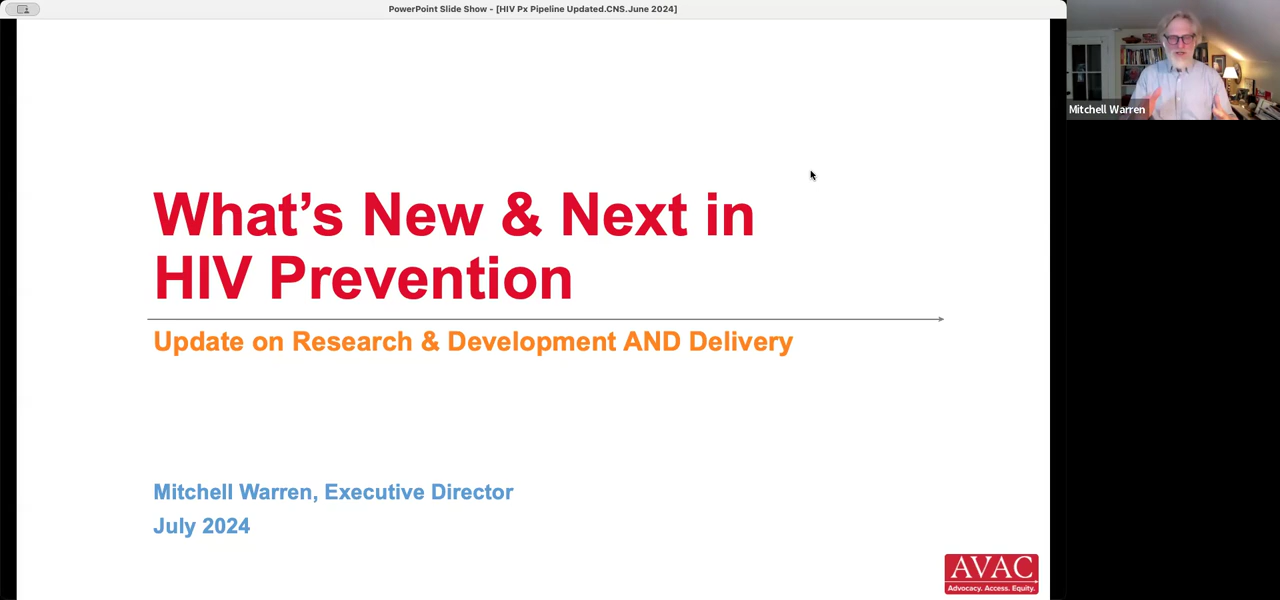 PowerPoint Slide Show - [HIV Px Pipeline Updated.CNS.June 2024]
Mitchell Warren
What’s New & Next in
HIV Prevention
Update on Research & Development AND Delivery
Mitchell Warren, Executive Director
July 2024
AVAC
Advocacy. Access. Equity.